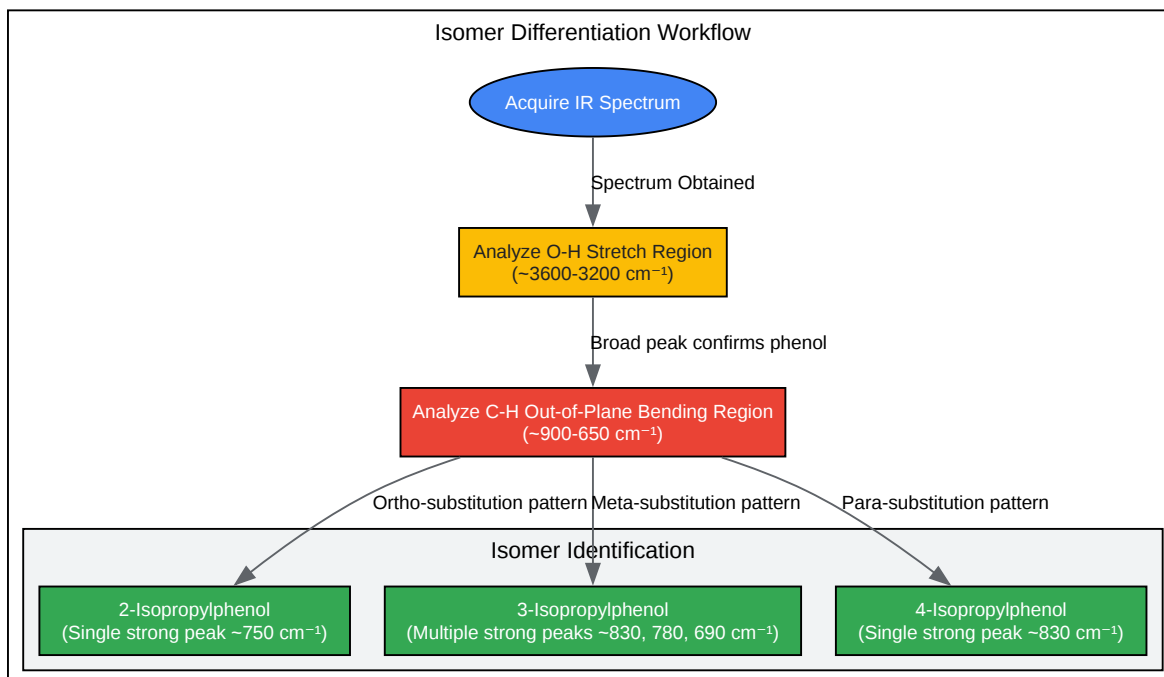 Isomer Differentiation Workflow
Acquire IR Spectrum
Spectrum Obtained
Analyze O-H Stretch Region
(~3600-3200 cm⁻¹)
Broad peak confirms phenol
Analyze C-H Out-of-Plane Bending Region
(~900-650 cm⁻¹)
Ortho-substitution pattern
Meta-substitution pattern
Para-substitution pattern
Isomer Identification
2-Isopropylphenol
(Single strong peak ~750 cm⁻¹)
3-Isopropylphenol
(Multiple strong peaks ~830, 780, 690 cm⁻¹)
4-Isopropylphenol
(Single strong peak ~830 cm⁻¹)